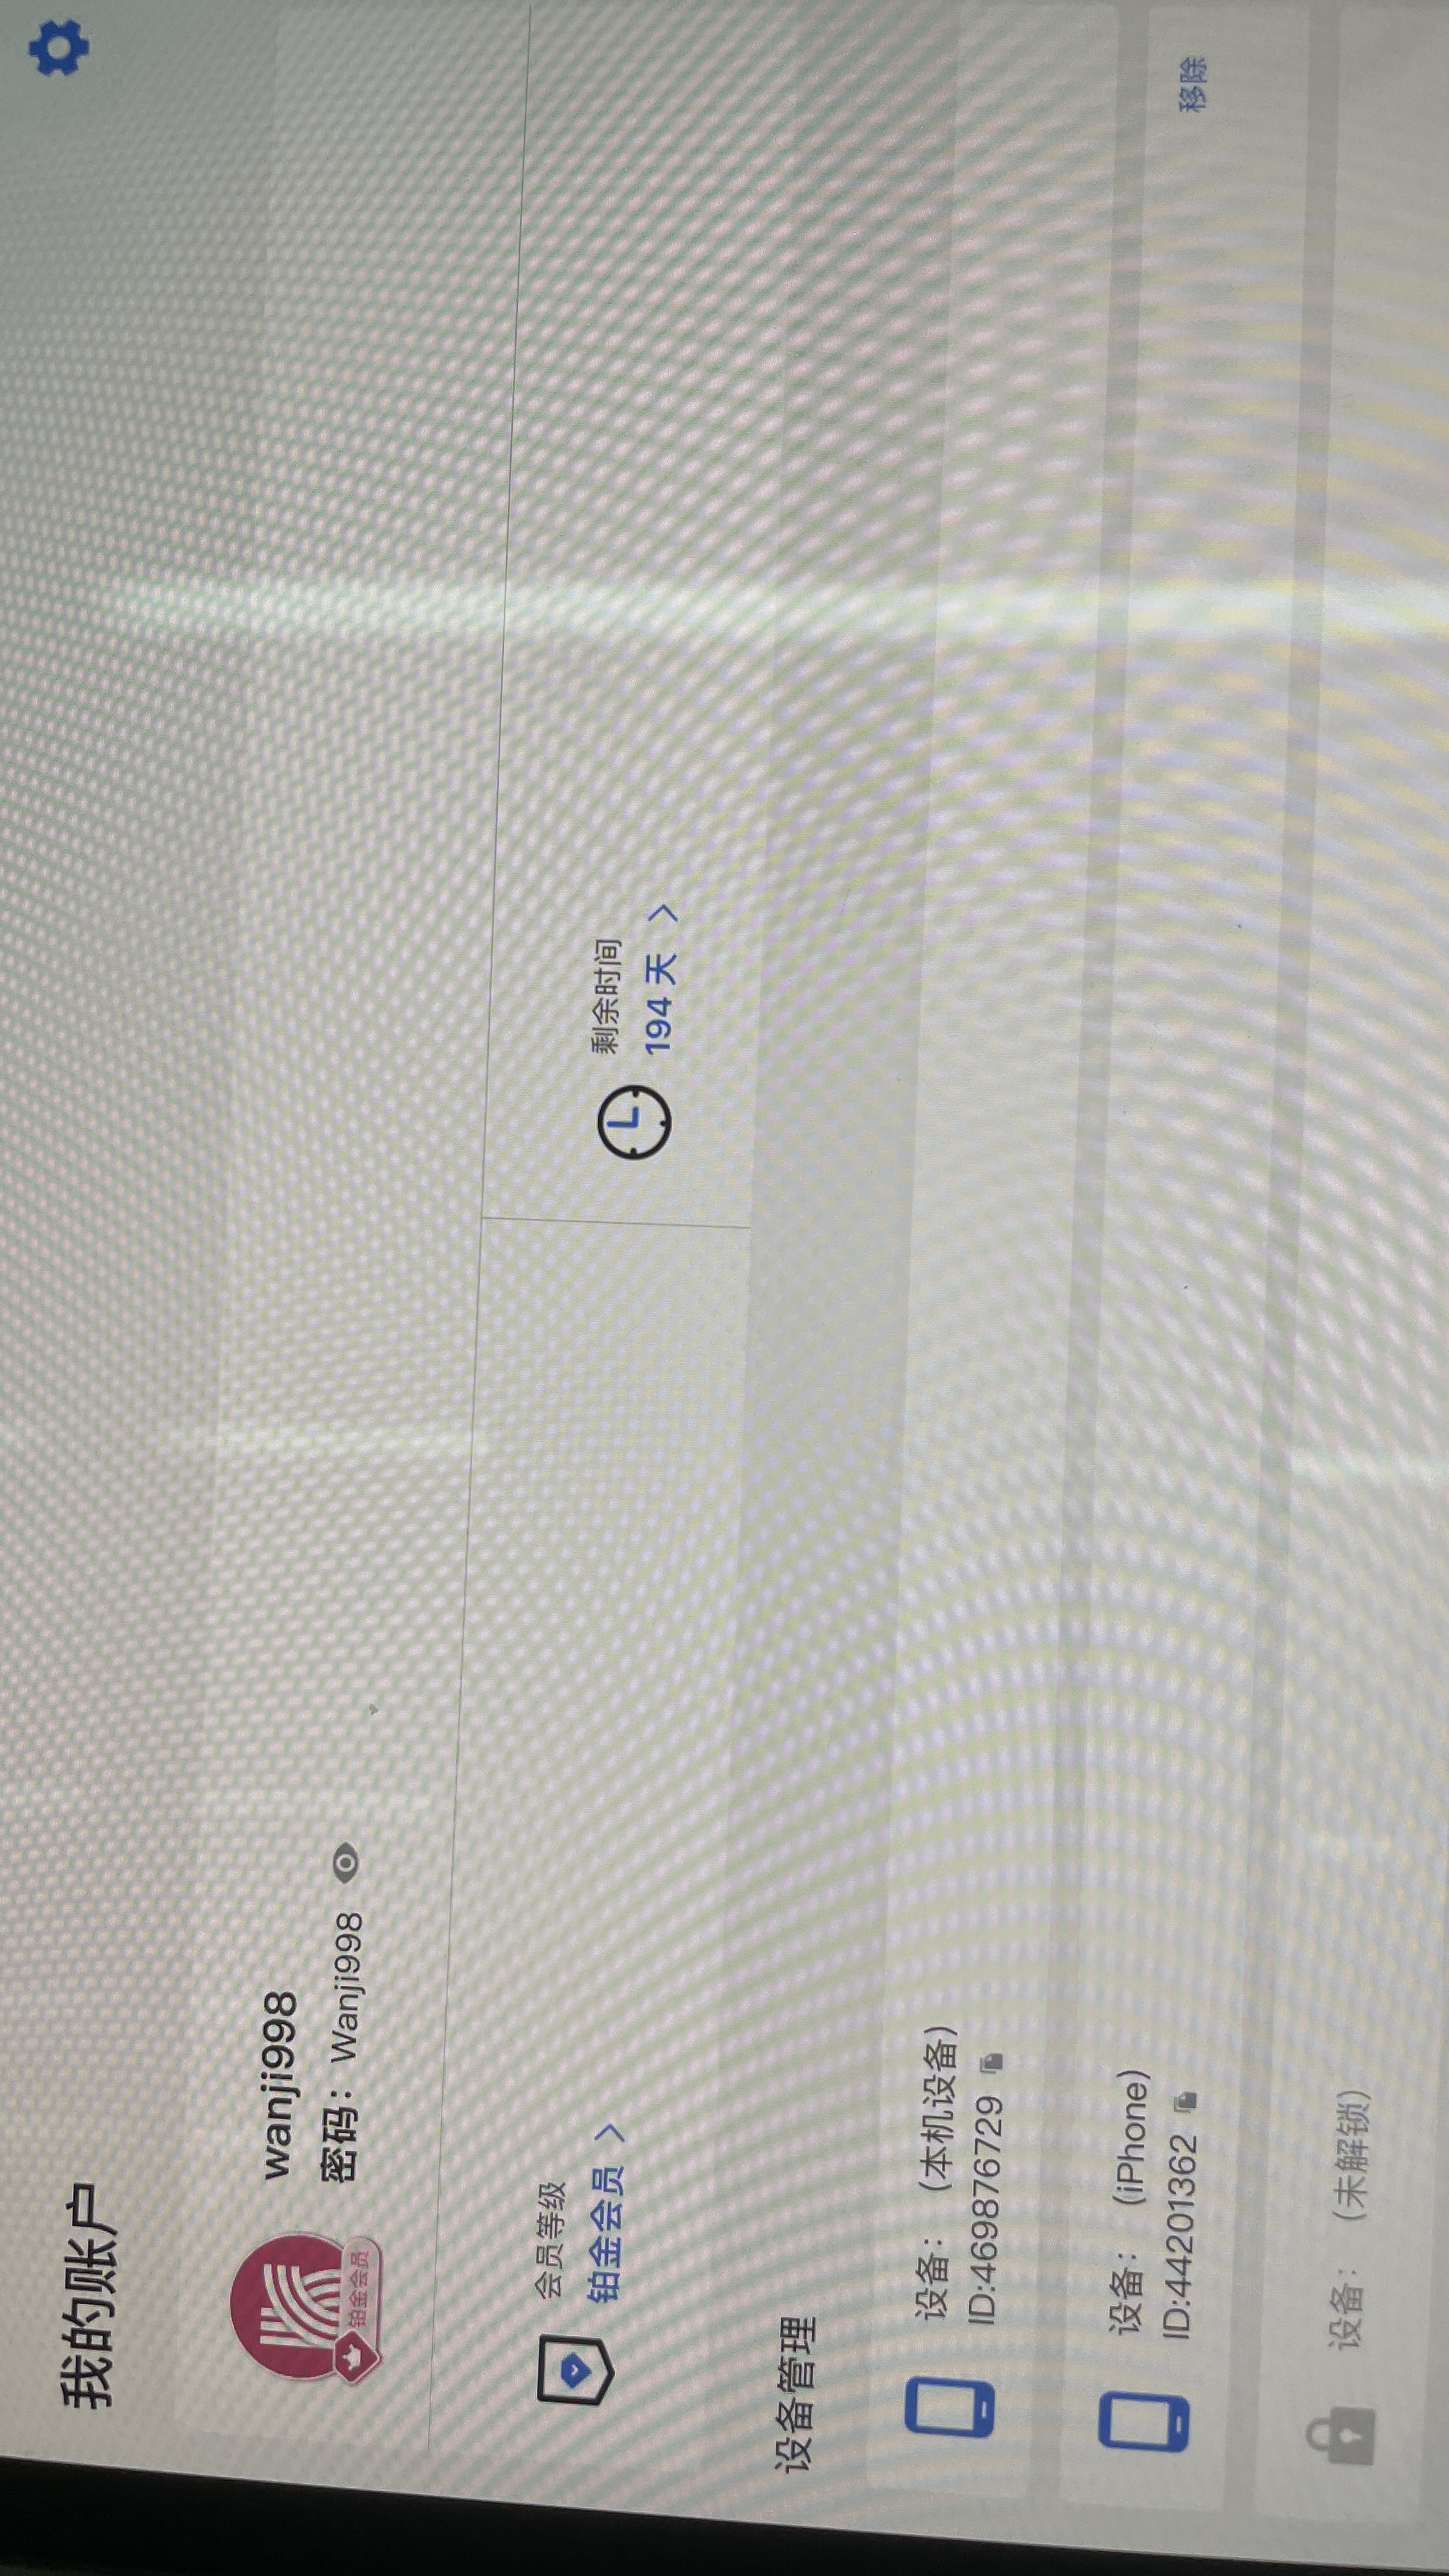 我的账户
wanji998
密码：Wanji998
铂金会员
会员等级
铂金会员
剩余时间
194 天
设备管理
设备：（本机设备）
ID:469876729
设备：（iPhone）
ID:44201362
移除
设备：（未解锁）